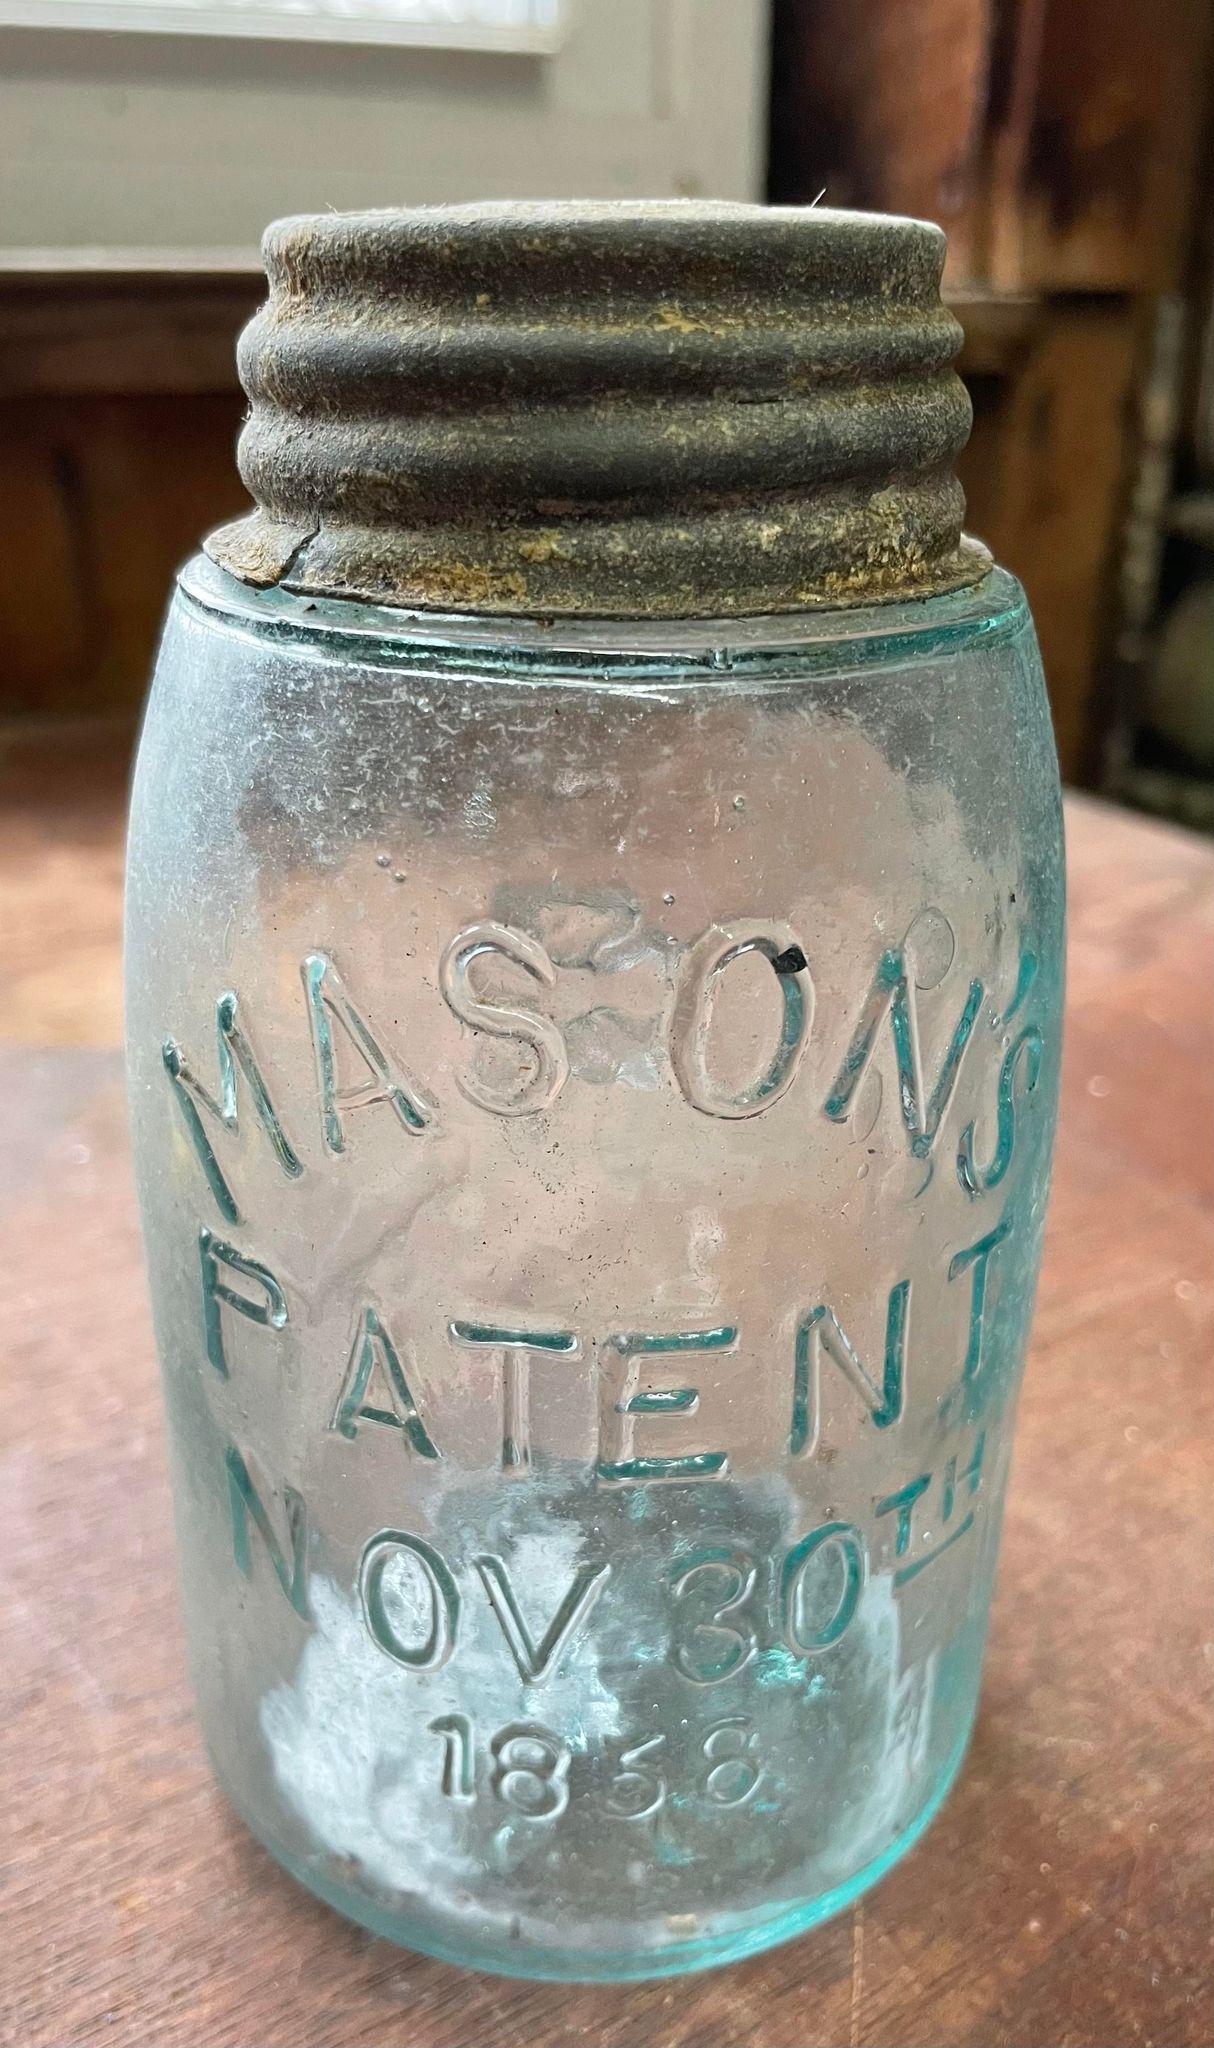 MASON'S
PATENT
NOV 30TH
1858